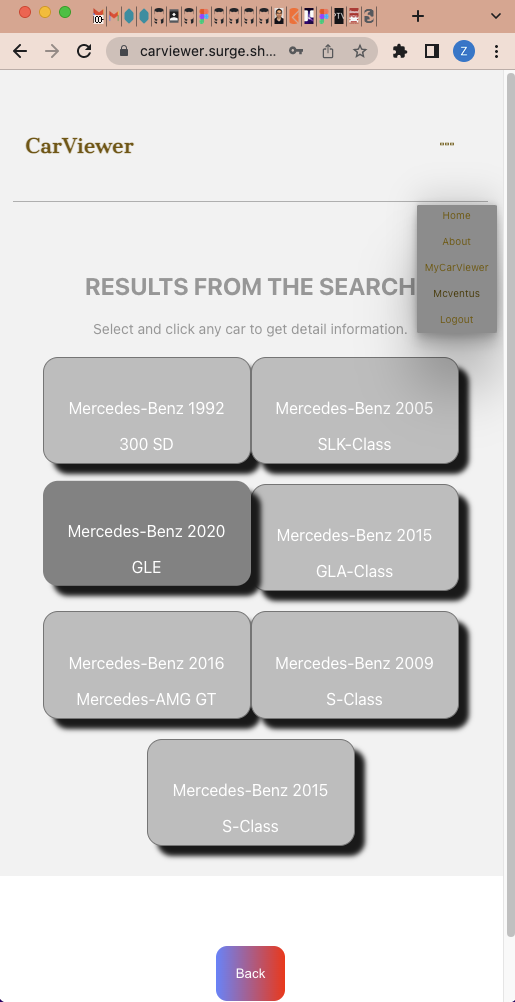 carviewer.surge.sh...
Z
CarViewer
Home
About
MyCarViewer
Mcventus
Logout
RESULTS FROM THE SEARCH
Select and click any car to get detail information.
Mercedes-Benz 1992
300 SD
Mercedes-Benz 2005
SLK-Class
Mercedes-Benz 2020
GLE
Mercedes-Benz 2015
GLA-Class
Mercedes-Benz 2016
Mercedes-AMG GT
Mercedes-Benz 2009
S-Class
Mercedes-Benz 2015
S-Class
Back